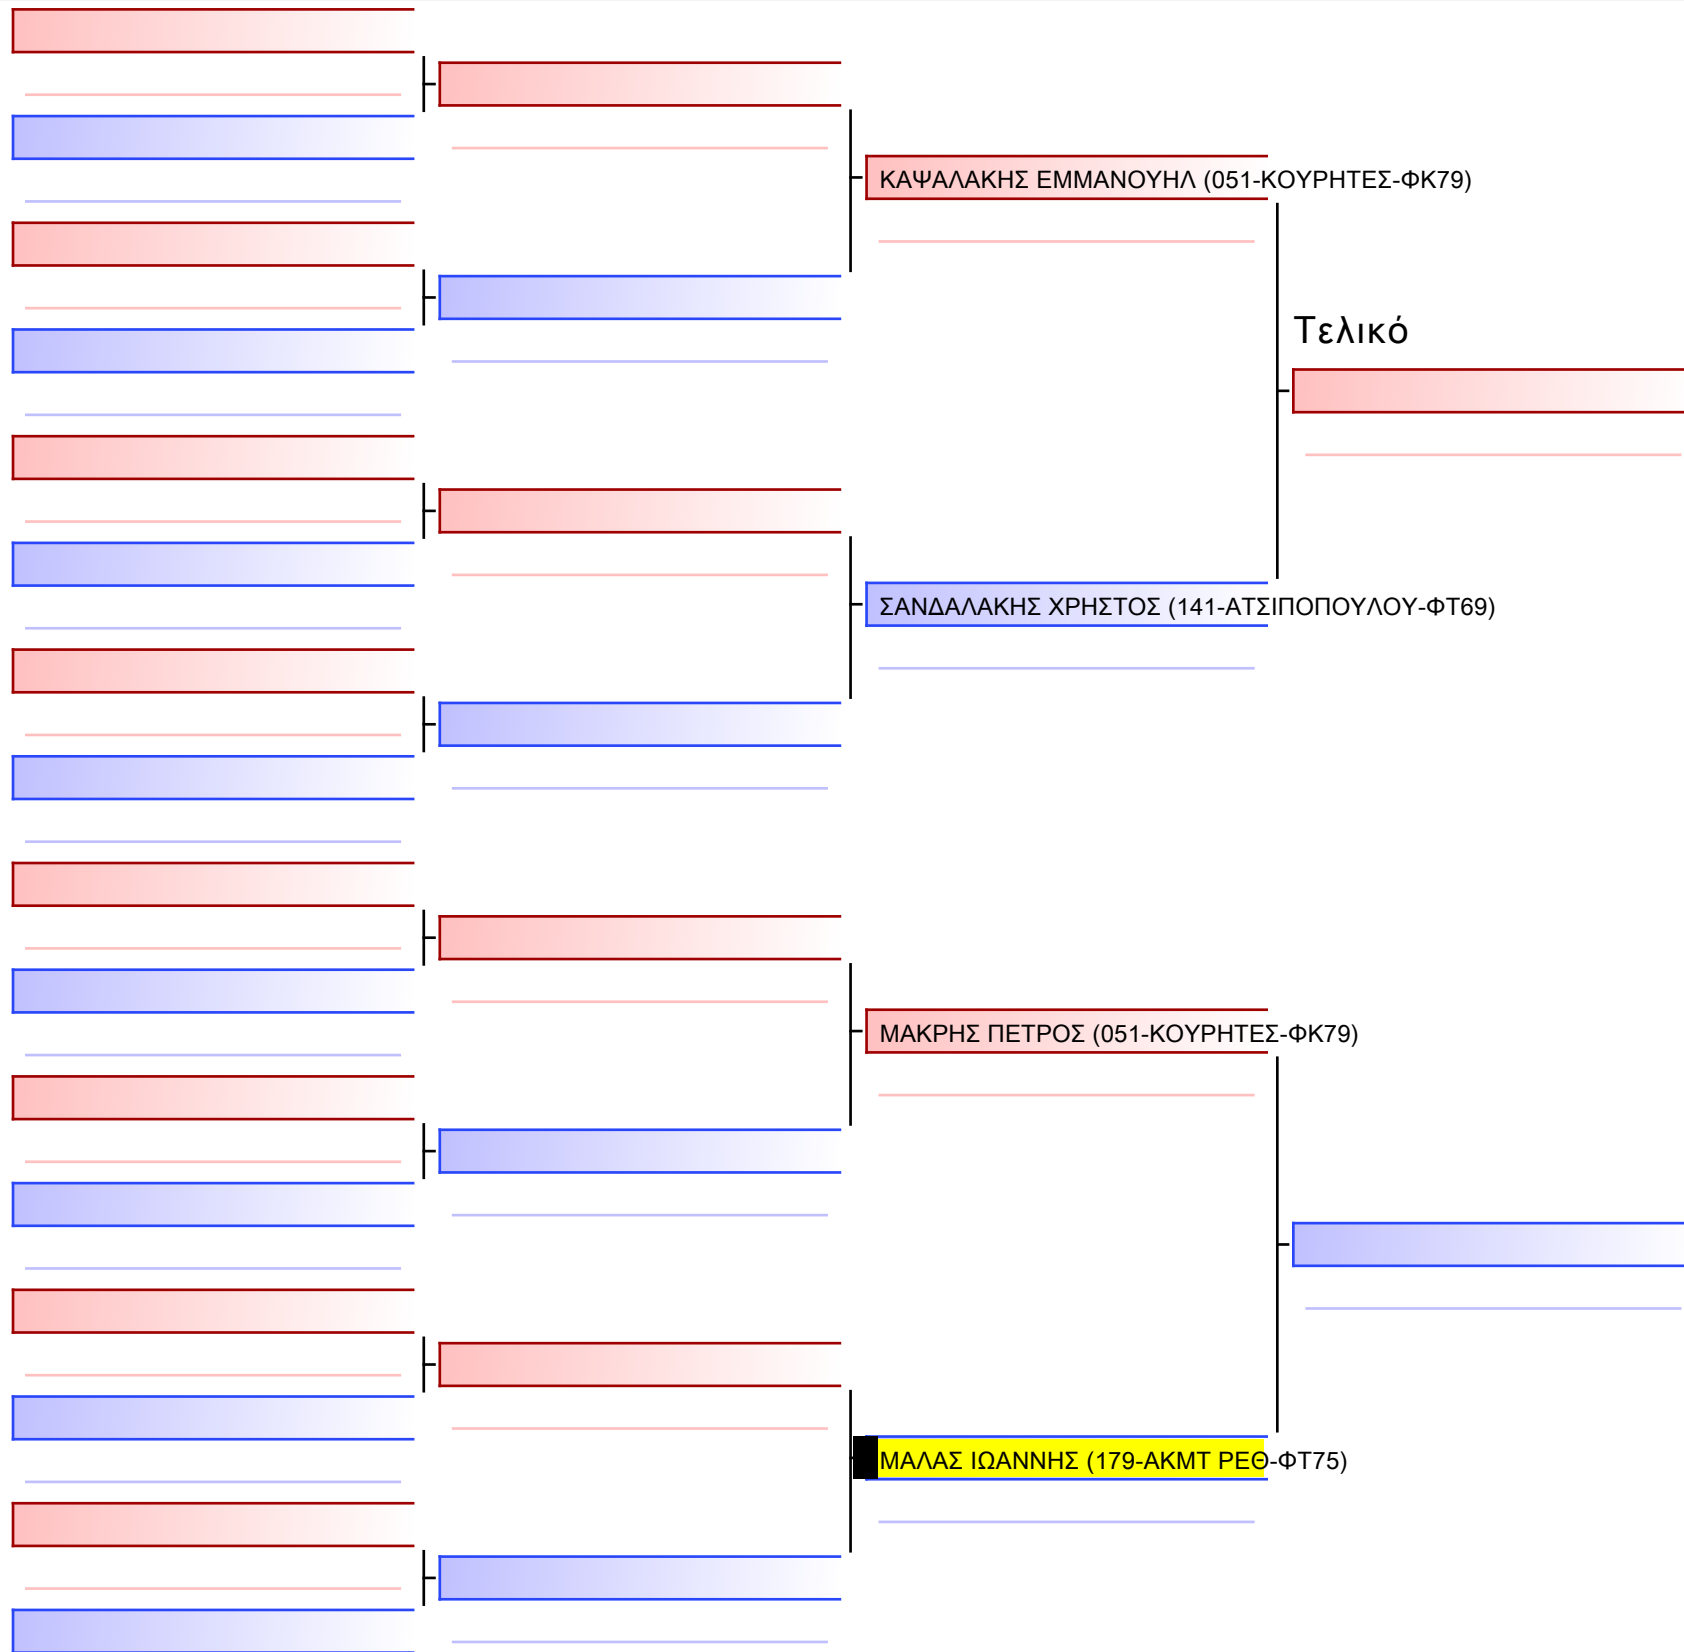 ΚΑΨΑΛΑΚΗΣ ΕΜΜΑΝΟΥΗΛ (051-ΚΟΥΡΗΤΕΣ-ΦΚ79)
Τελικό
ΣΑΝΔΑΛΑΚΗΣ ΧΡΗΣΤΟΣ (141-ΑΤΣΙΠΟΠΟΥΛΟΥ-ΦΤ69)
ΜΑΚΡΗΣ ΠΕΤΡΟΣ (051-ΚΟΥΡΗΤΕΣ-ΦΚ79)
ΜΑΛΑΣ ΙΩΑΝΝΗΣ (179-ΑΚΜΤ ΡΕΘ-ΦΤ75)